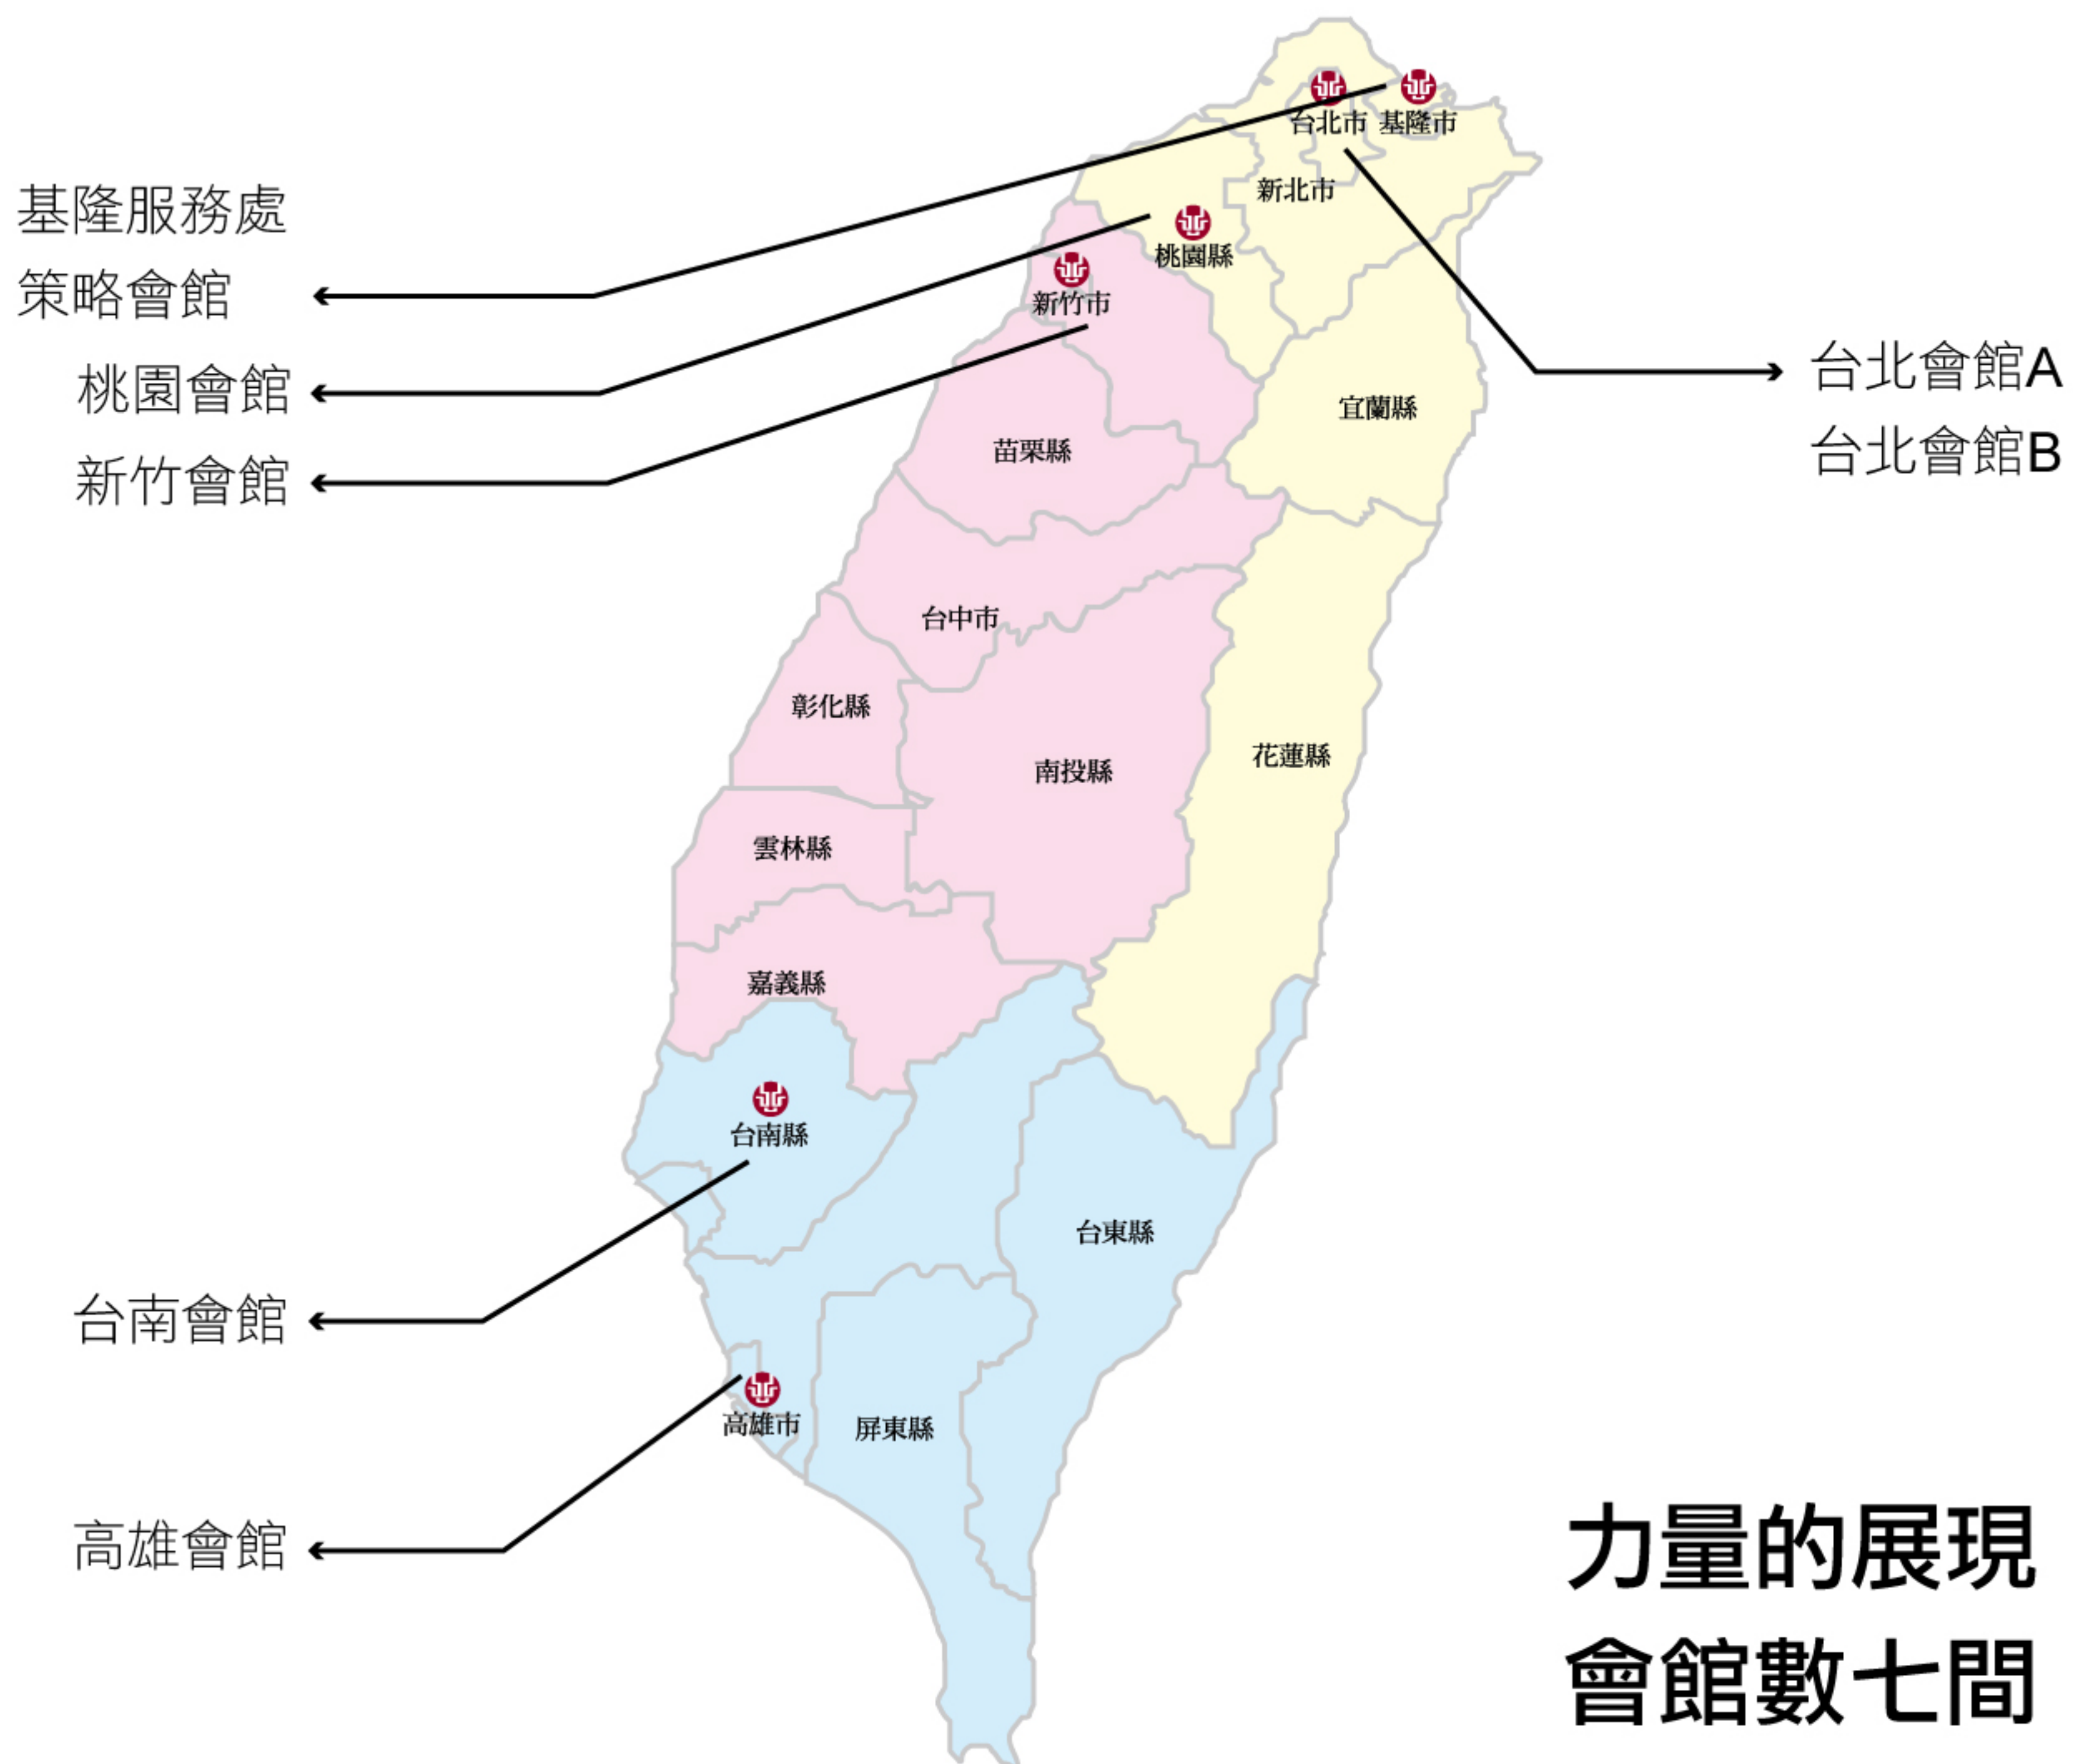 台北市 基隆市
新北市
桃園縣
新竹市
苗栗縣
宜蘭縣
台中市
彰化縣
南投縣
花蓮縣
雲林縣
嘉義縣
台南縣
台東縣
高雄市
屏東縣
基隆服務處
策略會館
桃園會館
新竹會館
台北會館A
台北會館B
台南會館
高雄會館
力量的展現
會館數七間